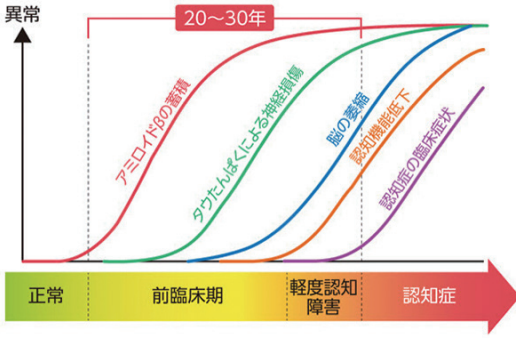 異常
20～30年
アミロイドβの蓄積
タウたんぱくによる神経損傷
脳の萎縮
認知機能低下
認知症の臨床症状
正常
前臨床期
軽度認知
障害
認知症